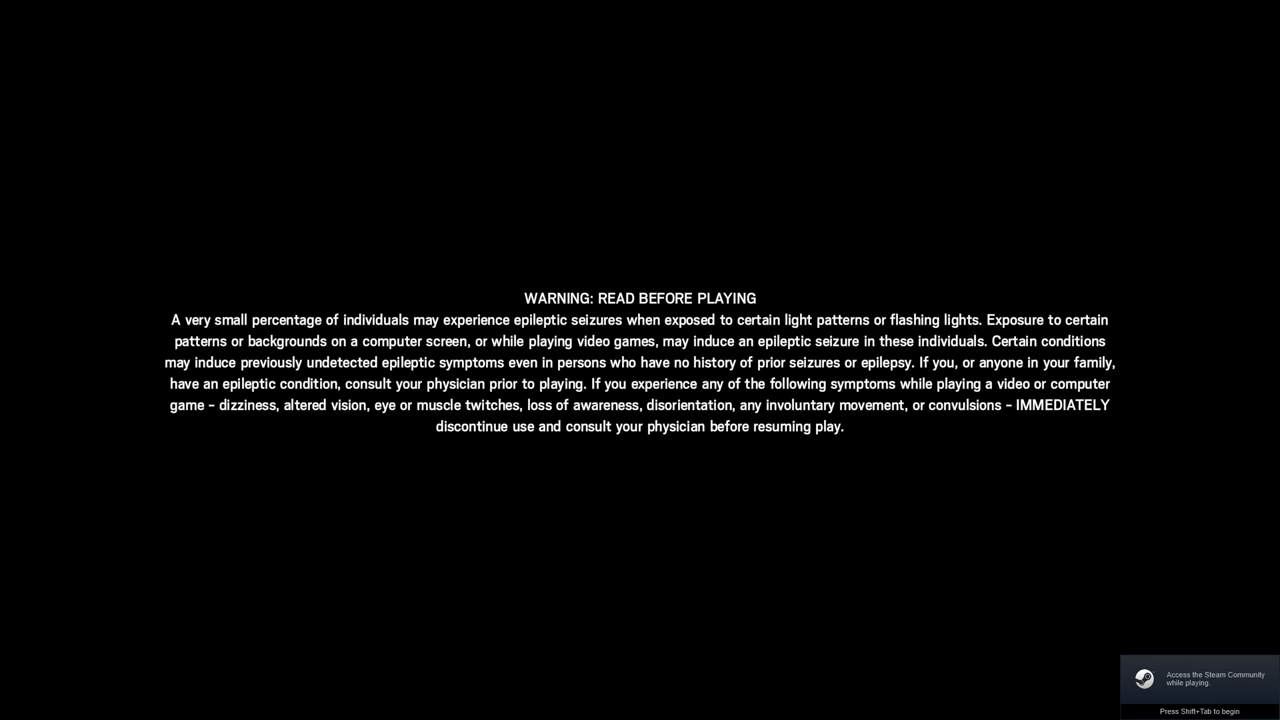 WARNING: READ BEFORE PLAYING
A very small percentage of individuals may experience epileptic seizures when exposed to certain light patterns or flashing lights. Exposure to certain
patterns or backgrounds on a computer screen, or while playing video games, may induce an epileptic seizure in these individuals. Certain conditions
may induce previously undetected epileptic symptoms even in persons who have no history of prior seizures or epilepsy. If you, or anyone in your family,
have an epileptic condition, consult your physician prior to playing. If you experience any of the following symptoms while playing a video or computer
game – dizziness, altered vision, eye or muscle twitches, loss of awareness, disorientation, any involuntary movement, or convulsions – IMMEDIATELY
discontinue use and consult your physician before resuming play.
Access the Steam Community
while playing.
Press Shift+Tab to begin